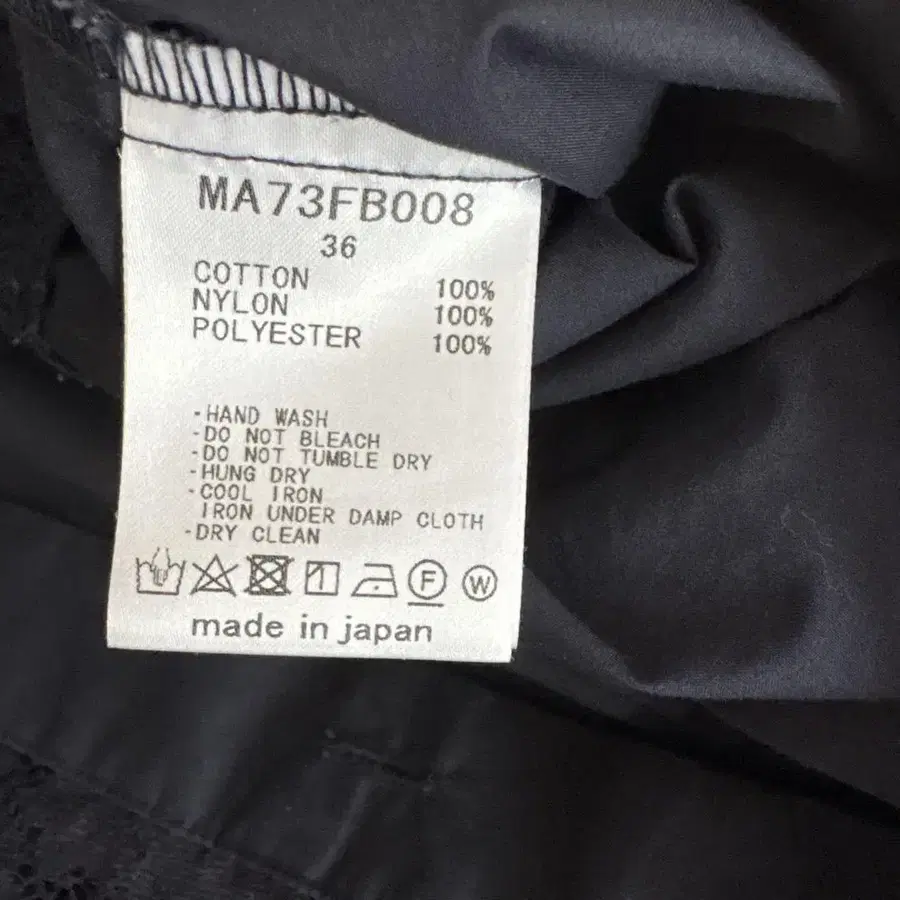 MA73FB008
36
COTTON 100%
NYLON 100%
POLYESTER 100%
-HAND WASH
-DO NOT BLEACH
-DO NOT TUMBLE DRY
-HUNG DRY
-COOL IRON
IRON UNDER DAMP CLOTH
-DRY CLEAN
F W
made in japan